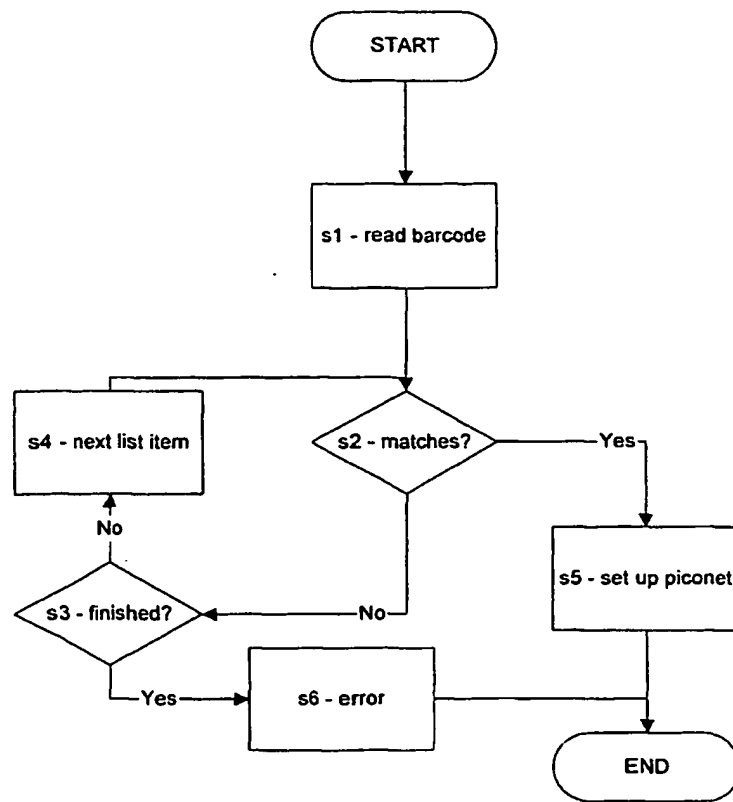 START
s1 - read barcode
s4 - next list item
s2 - matches?
Yes
No
s5 - set up piconet
s3 - finished?
No
Yes
s6 - error
END